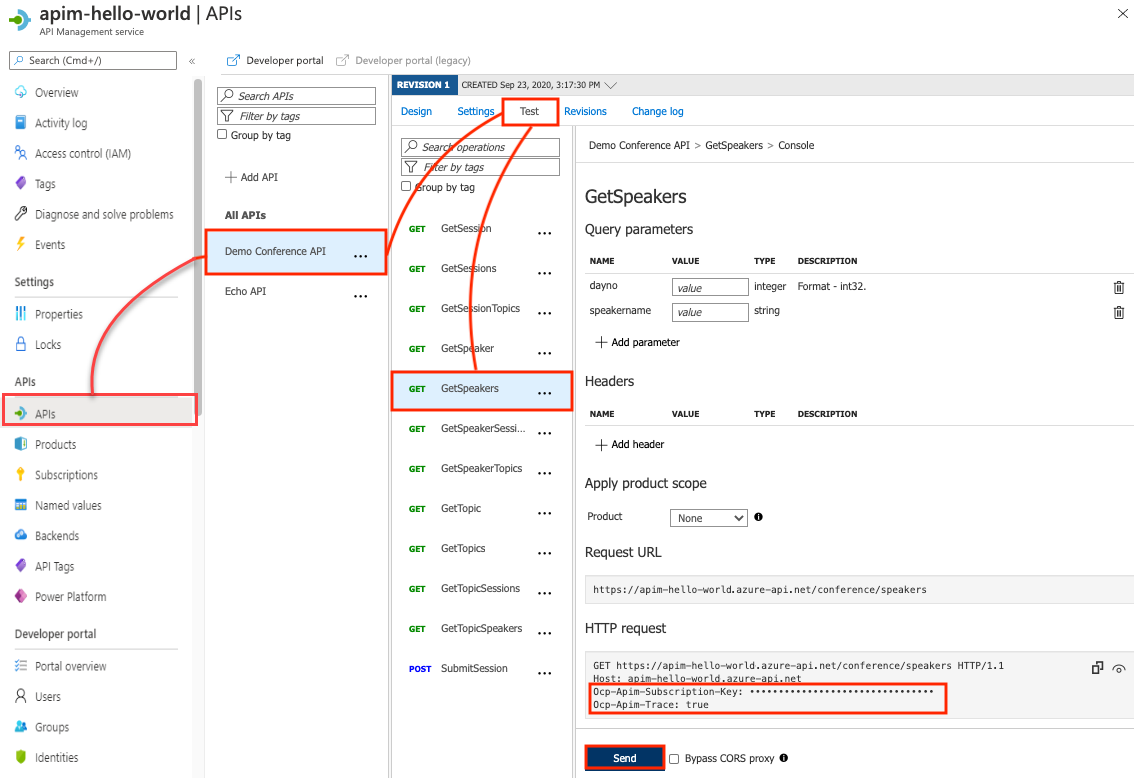 apim-hello-world | APIs
API Management service
Search (Cmd+/)
«
Overview
Activity log
Access control (IAM)
Tags
Diagnose and solve problems
Events
Settings
Properties
Locks
APIs
APIs
Products
Subscriptions
Named values
Backends
API Tags
Power Platform
Developer portal
Portal overview
Users
Groups
Identities
Developer portal
Developer portal (legacy)
Search APIs
Filter by tags
Group by tag
Add API
All APIs
Demo Conference API ...
Echo API ...
REVISION 1 CREATED Sep 23, 2020, 3:17:30 PM
Design Settings Test Revisions Change log
Search operations
Filter by tags
Group by tag
GET GetSession ...
GET GetSessions ...
GET GetSessionTopics ...
GET GetSpeaker ...
GET GetSpeakers ...
GET GetSpeakerSessi... ...
GET GetSpeakerTopics ...
GET GetTopic ...
GET GetTopics ...
GET GetTopicSessions ...
GET GetTopicSpeakers ...
POST SubmitSession ...
Demo Conference API > GetSpeakers > Console
GetSpeakers
Query parameters
NAME VALUE TYPE DESCRIPTION
dayno value integer Format - int32.
speakername value string
Add parameter
Headers
NAME VALUE TYPE DESCRIPTION
Add header
Apply product scope
Product None
Request URL
https://apim-hello-world.azure-api.net/conference/speakers
HTTP request
GET https://apim-hello-world.azure-api.net/conference/speakers HTTP/1.1
Host: apim-hello-world.azure-api.net
Ocp-Apim-Subscription-Key: ••••••••••••••••••••••••••••••••
Ocp-Apim-Trace: true
Send Bypass CORS proxy